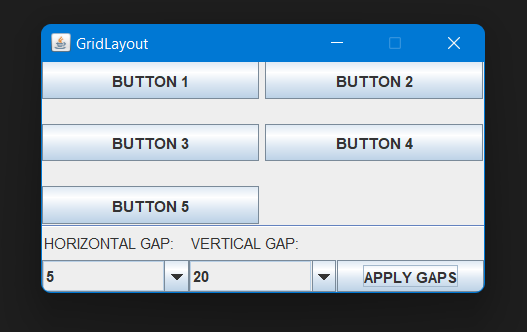 GridLayout
BUTTON 1 BUTTON 2
BUTTON 3 BUTTON 4
BUTTON 5
HORIZONTAL GAP: VERTICAL GAP:
5 20 APPLY GAPS